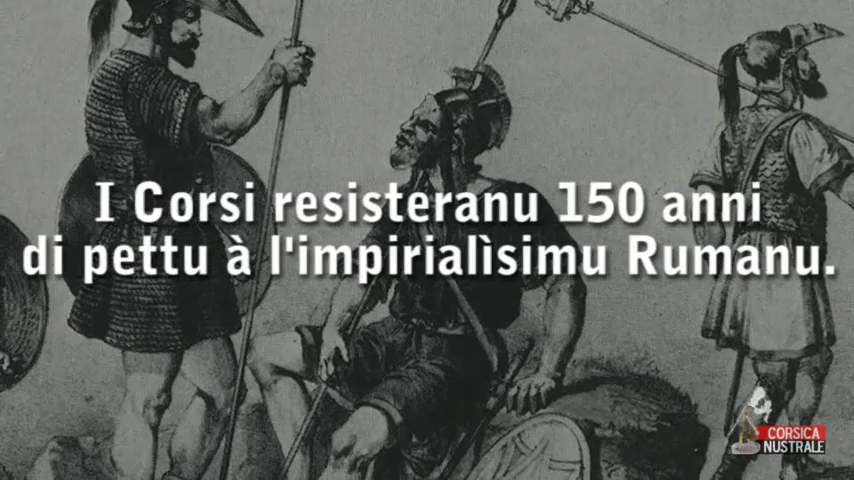 I Corsi resisteranu 150 anni
di pettu à l'impirialìsimu Rumanu.
CORSICA
NUSTRALE